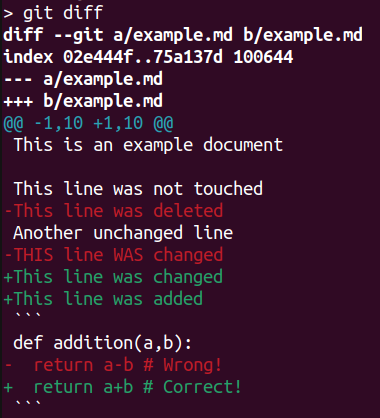 > git diff
diff --git a/example.md b/example.md
index 02e444f..75a137d 100644
--- a/example.md
+++ b/example.md
@@ -1,10 +1,10 @@
 This is an example document

 This line was not touched
-This line was deleted
 Another unchanged line
-THIS line WAS changed
+This line was changed
+This line was added
 ```
 def addition(a,b):
-  return a-b # Wrong!
+  return a+b # Correct!
 ```